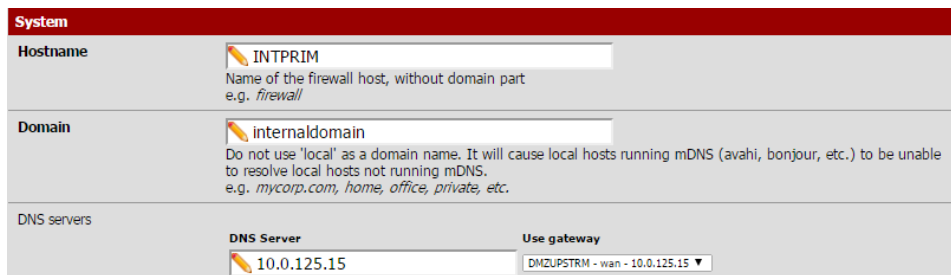 System
Hostname
INTPRIM
Name of the firewall host, without domain part
e.g. firewall
Domain
internaldomain
Do not use 'local' as a domain name. It will cause local hosts running mDNS (avahi, bonjour, etc.) to be unable
to resolve local hosts not running mDNS.
e.g. mycorp.com, home, office, private, etc.
DNS servers
DNS Server Use gateway
10.0.125.15 DMZUPSTRM - wan - 10.0.125.15 ▼